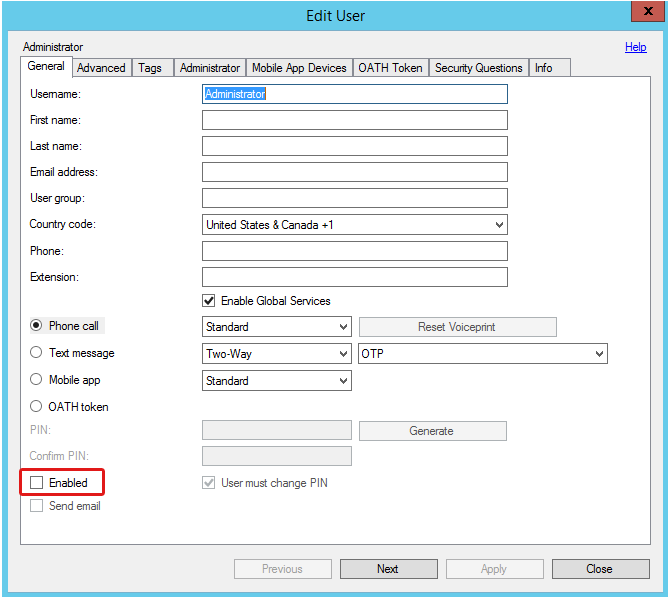 Edit User
x
Administrator Help
General Advanced Tags Administrator Mobile App Devices OATH Token Security Questions Info
Username: Administrator
First name:
Last name:
Email address:
User group:
Country code: United States & Canada +1
Phone:
Extension:
Enable Global Services
Phone call Standard Reset Voiceprint
Text message Two-Way OTP
Mobile app Standard
OATH token
PIN: Generate
Confirm PIN:
Enabled User must change PIN
Send email
Previous Next Apply Close